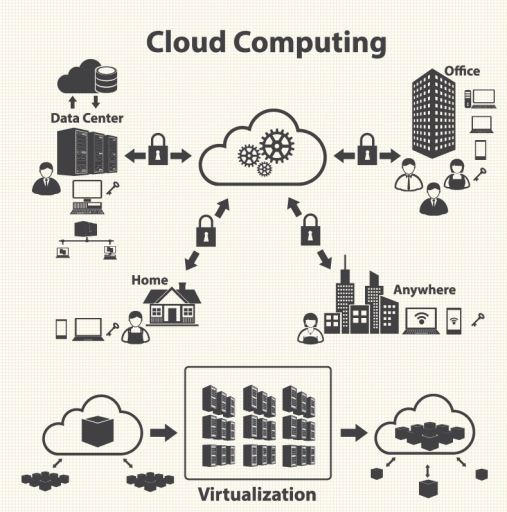 Cloud Computing
Office
Data Center
Home
Anywhere
Virtualization